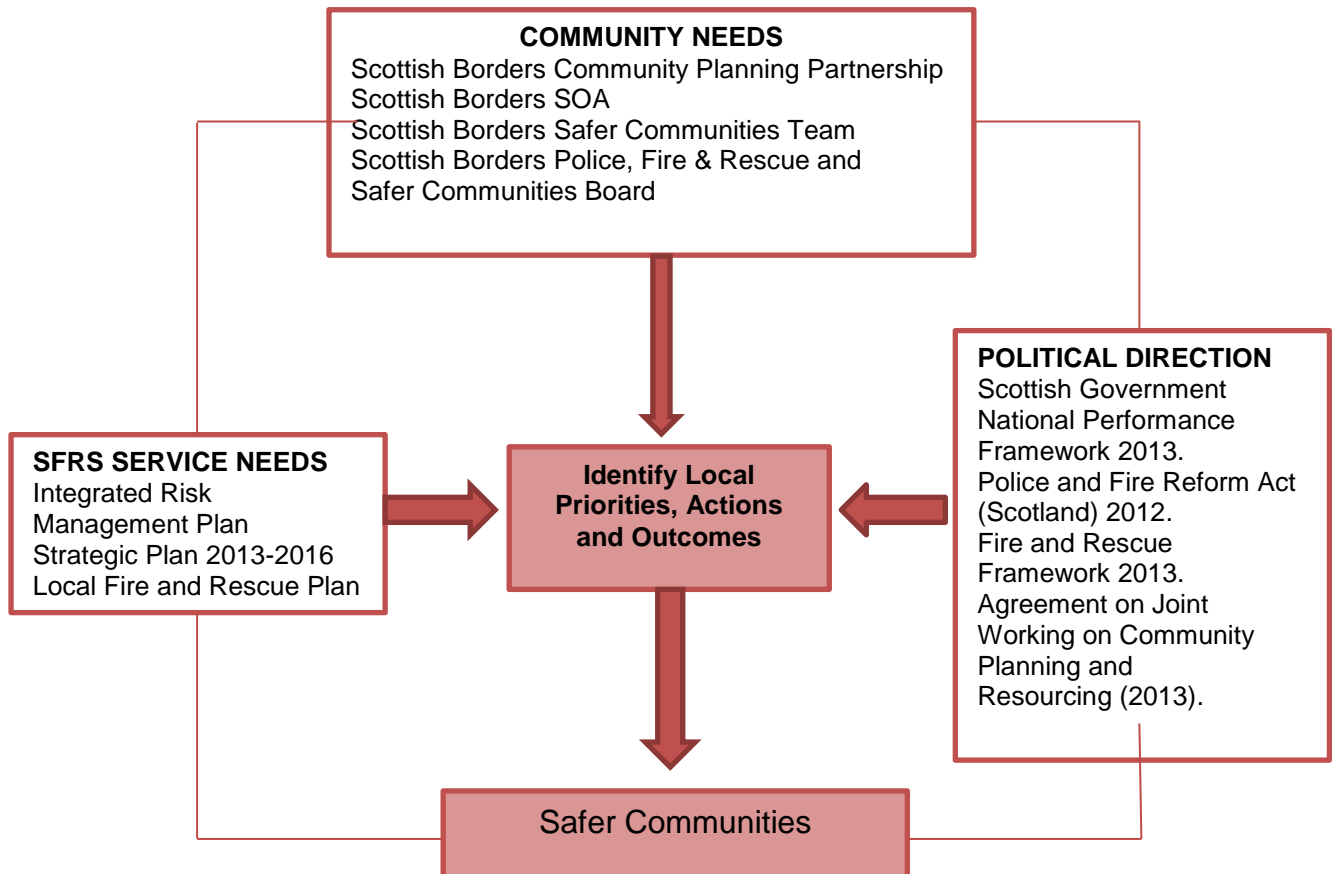 COMMUNITY NEEDS
Scottish Borders Community Planning Partnership
Scottish Borders SOA
Scottish Borders Safer Communities Team
Scottish Borders Police, Fire & Rescue and
Safer Communities Board
SFRS SERVICE NEEDS
Integrated Risk
Management Plan
Strategic Plan 2013-2016
Local Fire and Rescue Plan
Identify Local
Priorities, Actions
and Outcomes
POLITICAL DIRECTION
Scottish Government
National Performance
Framework 2013.
Police and Fire Reform Act
(Scotland) 2012.
Fire and Rescue
Framework 2013.
Agreement on Joint
Working on Community
Planning and
Resourcing (2013).
Safer Communities